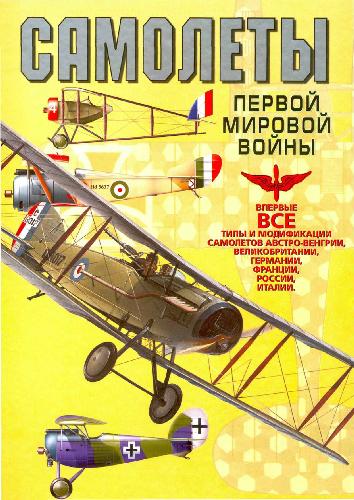 САМОЛЕТЫ
ПЕРВОЙ
МИРОВОЙ
ВОЙНЫ
ВПЕРВЫЕ
ВСЕ
ТИПЫ И МОДИФИКАЦИИ
САМОЛЕТОВ АВСТРО-ВЕНГРИИ,
ВЕЛИКОБРИТАНИИ,
ГЕРМАНИИ,
ФРАНЦИИ,
РОССИИ,
ИТАЛИИ.